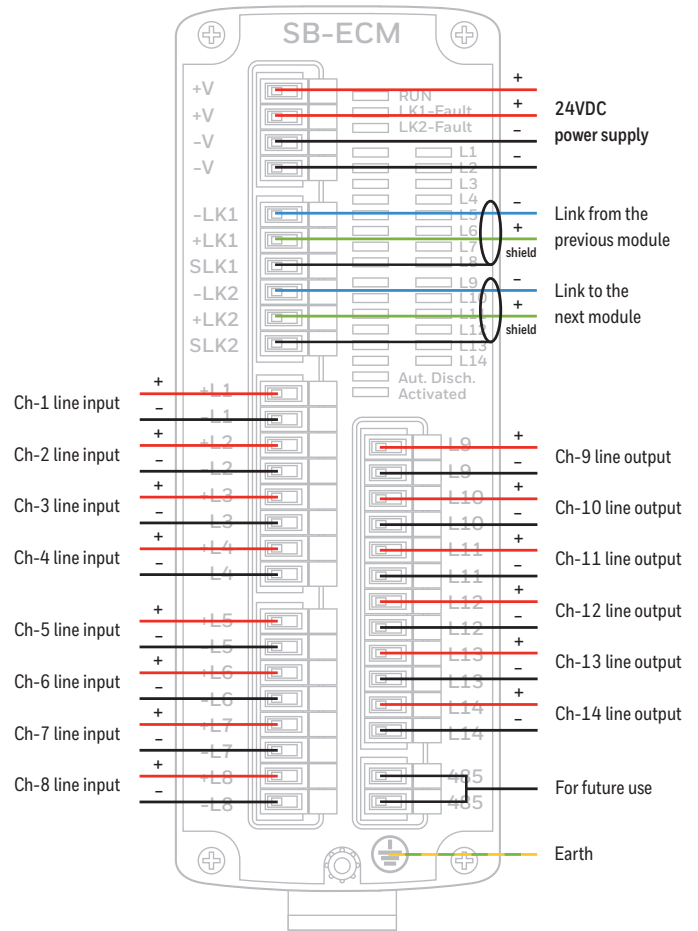 SB-ECM
+V
+V
-V
-V
-LK1
+LK1
SLK1
-LK2
+LK2
SLK2
+L1
-L1
+L2
-L2
+L3
-L3
+L4
-L4
+L5
-L5
+L6
-L6
+L7
-L7
+L8
-L8
RUN
LK1-Fault
LK2-Fault
L1
L2
L3
L4
L5
L6
L7
L8
L9
L10
L11
L12
L13
L14
Aut. Disch.
Activated
L9
L9
L10
L10
L11
L11
L12
L12
L13
L13
L14
L14
485
485
+
+
−
−
24VDC
power supply
−
+
shield
Link from the
previous module
−
+
shield
Link to the
next module
+
−
Ch-1 line input
+
−
Ch-2 line input
+
−
Ch-3 line input
+
−
Ch-4 line input
+
−
Ch-5 line input
+
−
Ch-6 line input
+
−
Ch-7 line input
+
−
Ch-8 line input
+
−
Ch-9 line output
+
−
Ch-10 line output
+
−
Ch-11 line output
+
−
Ch-12 line output
+
−
Ch-13 line output
+
−
Ch-14 line output
For future use
Earth